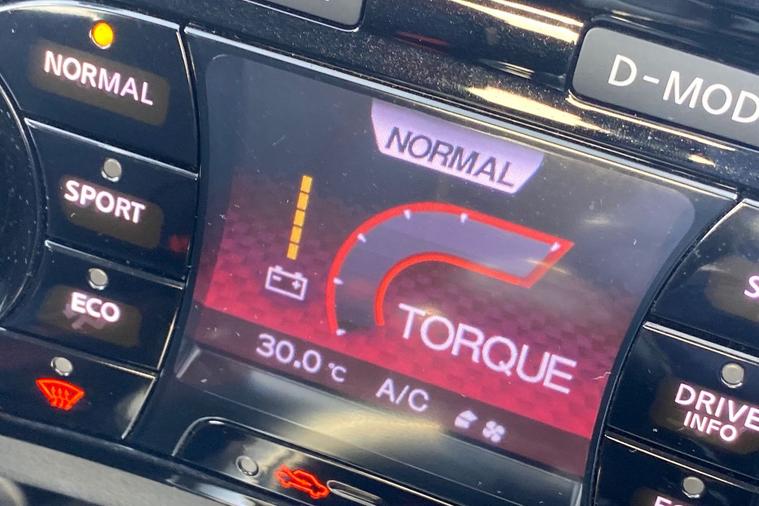 NORMAL
SPORT
ECO
D-MOD
NORMAL
TORQUE
30.0 °C
A/C
S
DRIVE
INFO